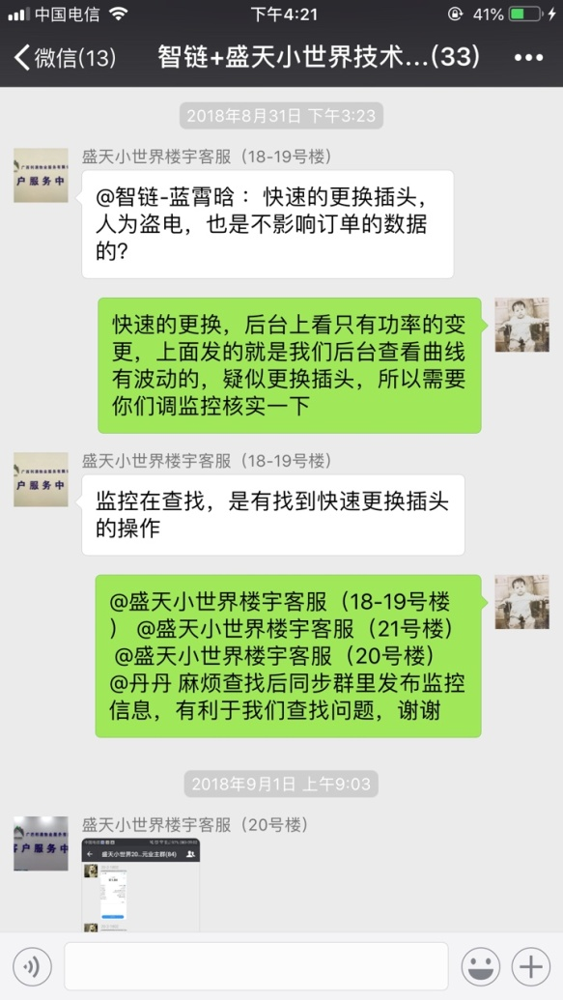 中国电信
下午4:21
41%
微信(13)
智链+盛天小世界技术...(33)
2018年8月31日 下午3:23
盛天小世界楼宇客服（18-19号楼）
户服务中
@智链-蓝霄晗： 快速的更换插头，
人为盗电，也是不影响订单的数据
的？
快速的更换，后台上看只有功率的变
更，上面发的就是我们后台查看曲线
有波动的，疑似更换插头，所以需要
你们调监控核实一下
盛天小世界楼宇客服（18-19号楼）
户服务中
监控在查找，是有找到快速更换插头
的操作
@盛天小世界楼宇客服（18-19号楼
） @盛天小世界楼宇客服（21号楼）
@盛天小世界楼宇客服（20号楼）
@丹丹 麻烦查找后同步群里发布监控
信息，有利于我们查找问题，谢谢
2018年9月1日 上午9:03
盛天小世界楼宇客服（20号楼）
客户服务中
盛天小世界20...元业主群(84)